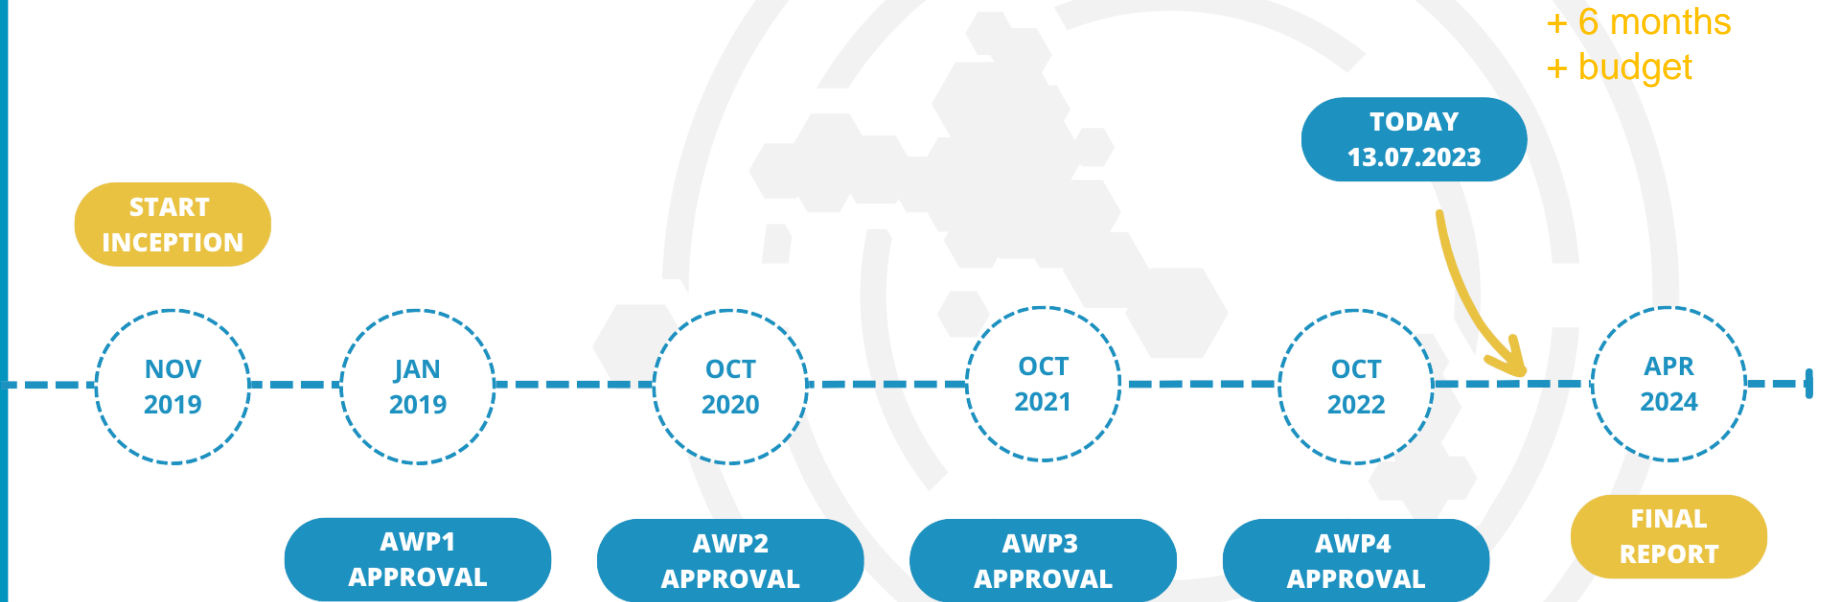 + 6 months
+ budget
TODAY
13.07.2023
START
INCEPTION
NOV
2019
JAN
2019
OCT
2020
OCT
2021
OCT
2022
APR
2024
AWP1
APPROVAL
AWP2
APPROVAL
AWP3
APPROVAL
AWP4
APPROVAL
FINAL
REPORT